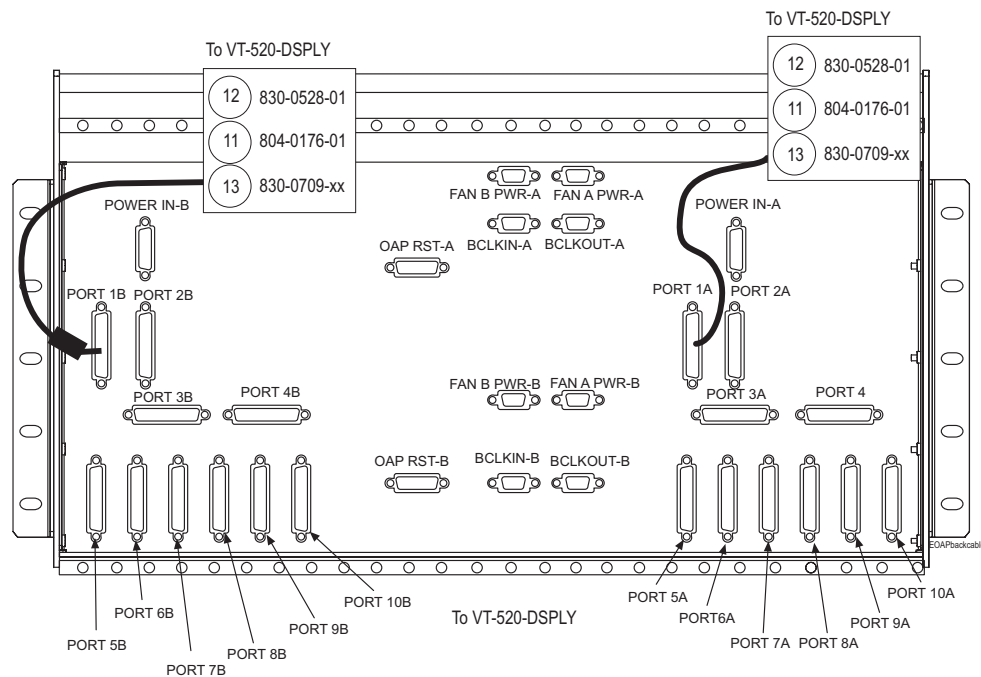 To VT-520-DSPLY
12 830-0528-01
11 804-0176-01
13 830-0709-xx
To VT-520-DSPLY
12 830-0528-01
11 804-0176-01
13 830-0709-xx
FAN B PWR-A
FAN A PWR-A
POWER IN-B
POWER IN-A
OAP RST-A
BCLKIN-A
BCLKOUT-A
PORT 1B
PORT 2B
PORT 1A
PORT 2A
FAN B PWR-B
FAN A PWR-B
PORT 3B
PORT 4B
PORT 3A
PORT 4
OAP RST-B
BCLKIN-B
BCLKOUT-B
EOAPbackcabl
PORT 5B
PORT 6B
PORT 7B
PORT 8B
PORT 9B
PORT 10B
To VT-520-DSPLY
PORT 5A
PORT6A
PORT 7A
PORT 8A
PORT 9A
PORT 10A